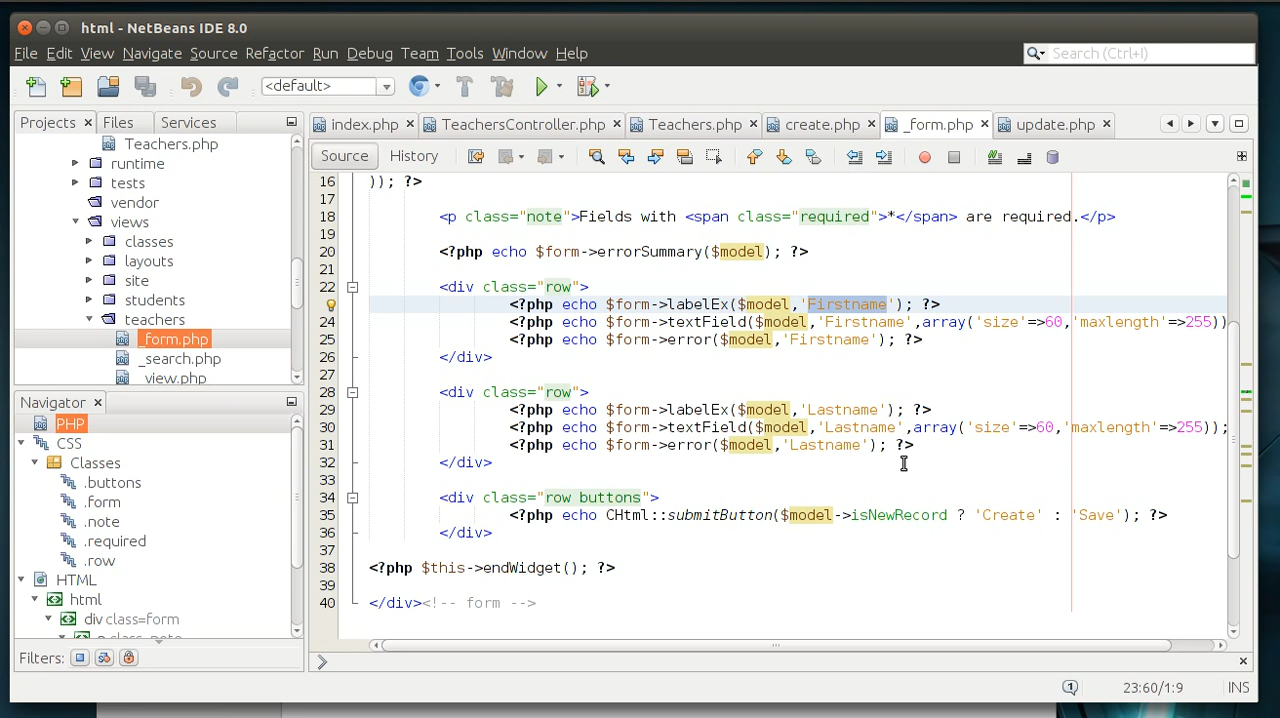 html - NetBeans IDE 8.0
File Edit View Navigate Source Refactor Run Debug Team Tools Window Help
Search (Ctrl+I)
<default>
Projects Files Services
index.php TeachersController.php Teachers.php create.php _form.php update.php
Source History
Teachers.php
runtime
tests
vendor
views
classes
layouts
site
students
teachers
_form.php
_search.php
view.php
Navigator
PHP
CSS
Classes
.buttons
.form
.note
.required
.row
HTML
html
div class=form
Filters:
16 )); ?>
17
18 <p class="note">Fields with <span class="required">*</span> are required.</p>
19
20 <?php echo $form->errorSummary($model); ?>
21
22 <div class="row">
<?php echo $form->labelEx($model,'Firstname'); ?>
24 <?php echo $form->textField($model,'Firstname',array('size'=>60,'maxlength'=>255))
25 <?php echo $form->error($model,'Firstname'); ?>
26 </div>
27
28 <div class="row">
29 <?php echo $form->labelEx($model,'Lastname'); ?>
30 <?php echo $form->textField($model,'Lastname',array('size'=>60,'maxlength'=>255));
31 <?php echo $form->error($model,'Lastname'); ?>
32 </div>
33
34 <div class="row buttons">
35 <?php echo CHtml::submitButton($model->isNewRecord ? 'Create' : 'Save'); ?>
36 </div>
37
38 <?php $this->endWidget(); ?>
39
40 </div><!-- form -->
1 23:60/1:9 INS